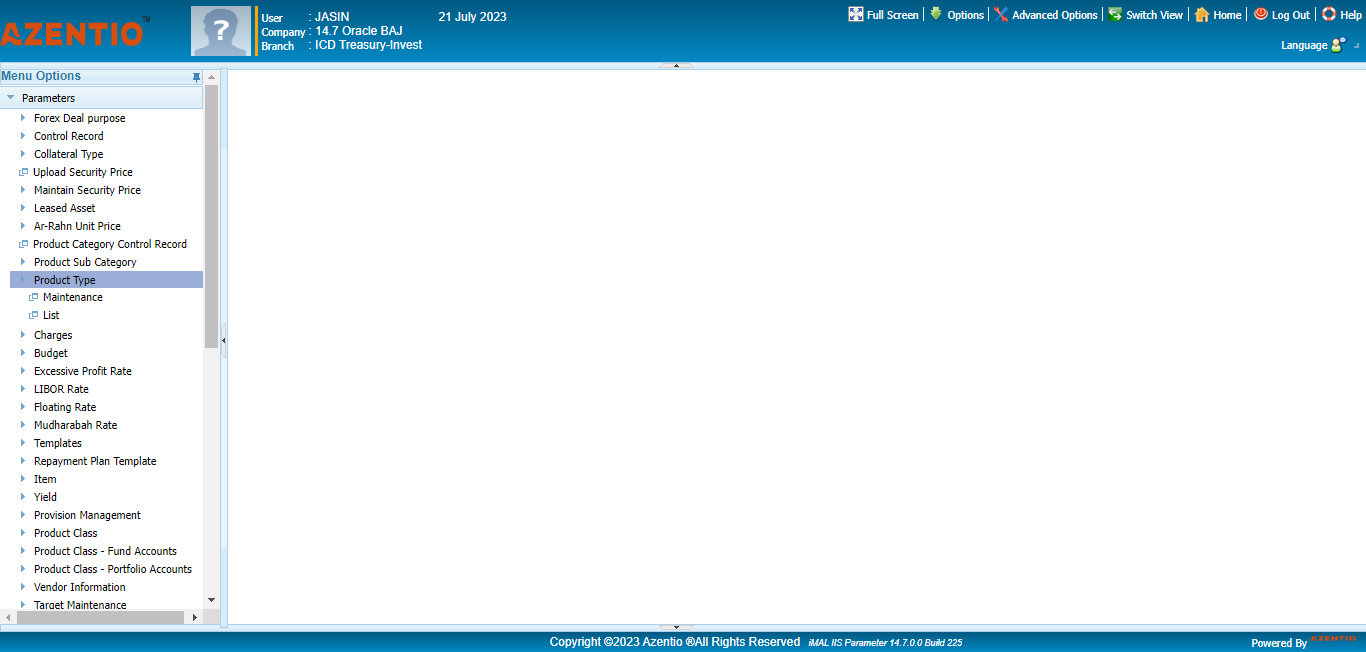 AZENTIO TM
?
User : JASIN 21 July 2023
Company : 14.7 Oracle BAJ
Branch : ICD Treasury-Invest
Full Screen Options Advanced Options Switch View Home Log Out Help
Language
Menu Options
Parameters
Forex Deal purpose
Control Record
Collateral Type
Upload Security Price
Maintain Security Price
Leased Asset
Ar-Rahn Unit Price
Product Category Control Record
Product Sub Category
Product Type
Maintenance
List
Charges
Budget
Excessive Profit Rate
LIBOR Rate
Floating Rate
Mudharabah Rate
Templates
Repayment Plan Template
Item
Yield
Provision Management
Product Class
Product Class - Fund Accounts
Product Class - Portfolio Accounts
Vendor Information
Target Maintenance
Copyright ©2023 Azentio ®All Rights Reserved iMAL IIS Parameter 14.7.0.0 Build 225
Powered By AZENTIO